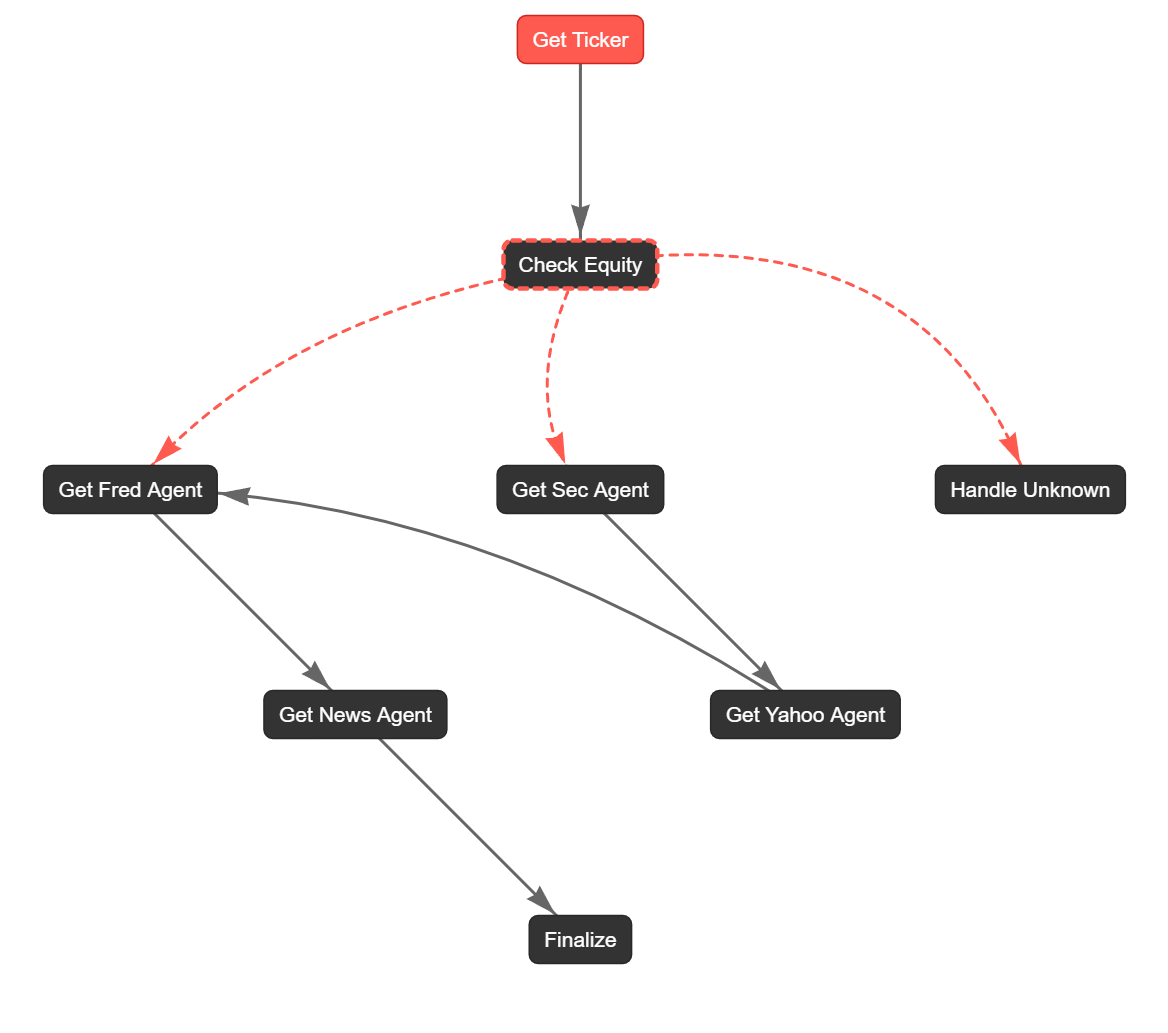 Get Ticker
Check Equity
Get Fred Agent
Get Sec Agent
Handle Unknown
Get News Agent
Get Yahoo Agent
Finalize